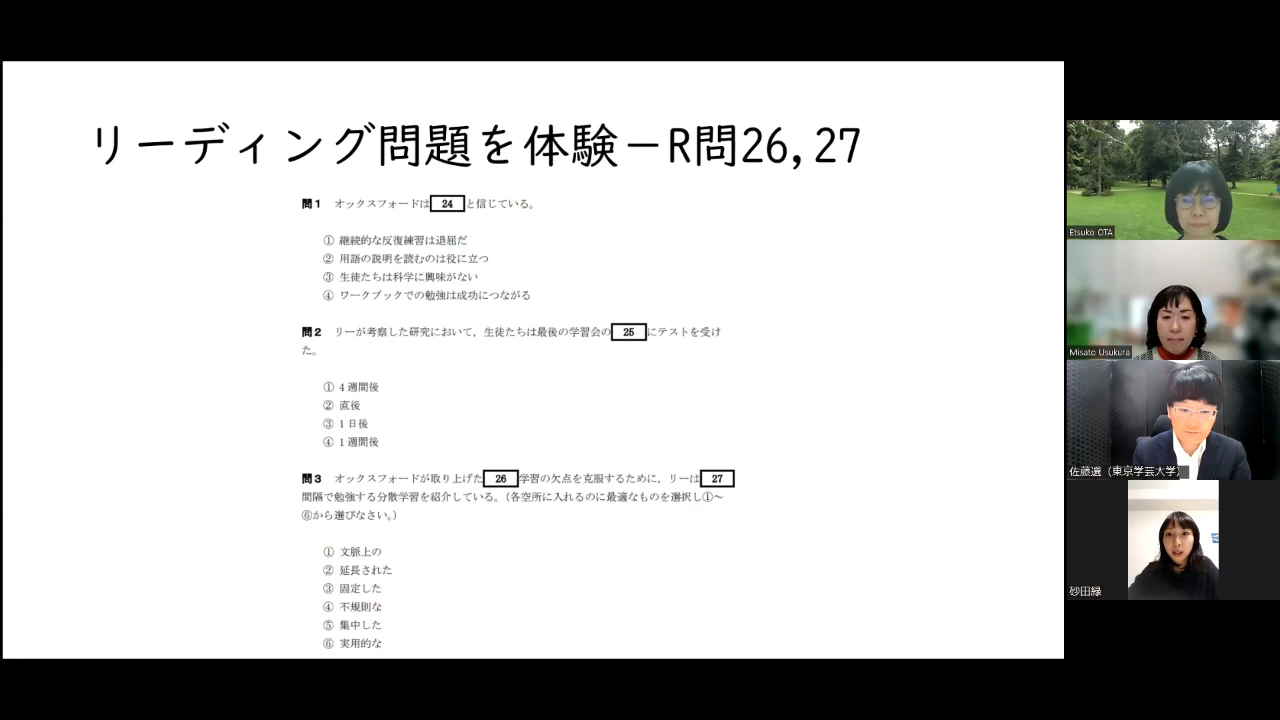 リーディング問題を体験－R問26,27
問1 オックスフォードは 24 と信じている。
① 継続的な反復練習は退屈だ
② 用語の説明を読むのは役に立つ
③ 生徒たちは科学に興味がない
④ ワークブックでの勉強は成功につながる
問2 リーが考察した研究において，生徒たちは最後の学習会の 25 にテストを受け
た。
① 4週間後
② 直後
③ 1日後
④ 1週間後
問3 オックスフォードが取り上げた 26 学習の欠点を克服するために，リーは 27
間隔で勉強する分散学習を紹介している。（各空所に入れるのに最適なものを選択し①～
⑥から選びなさい。）
① 文脈上の
② 延長された
③ 固定した
④ 不規則な
⑤ 集中した
⑥ 実用的な
Etsuko OTA
Misato Usukura
佐藤選（東京学芸大学）
砂田緑